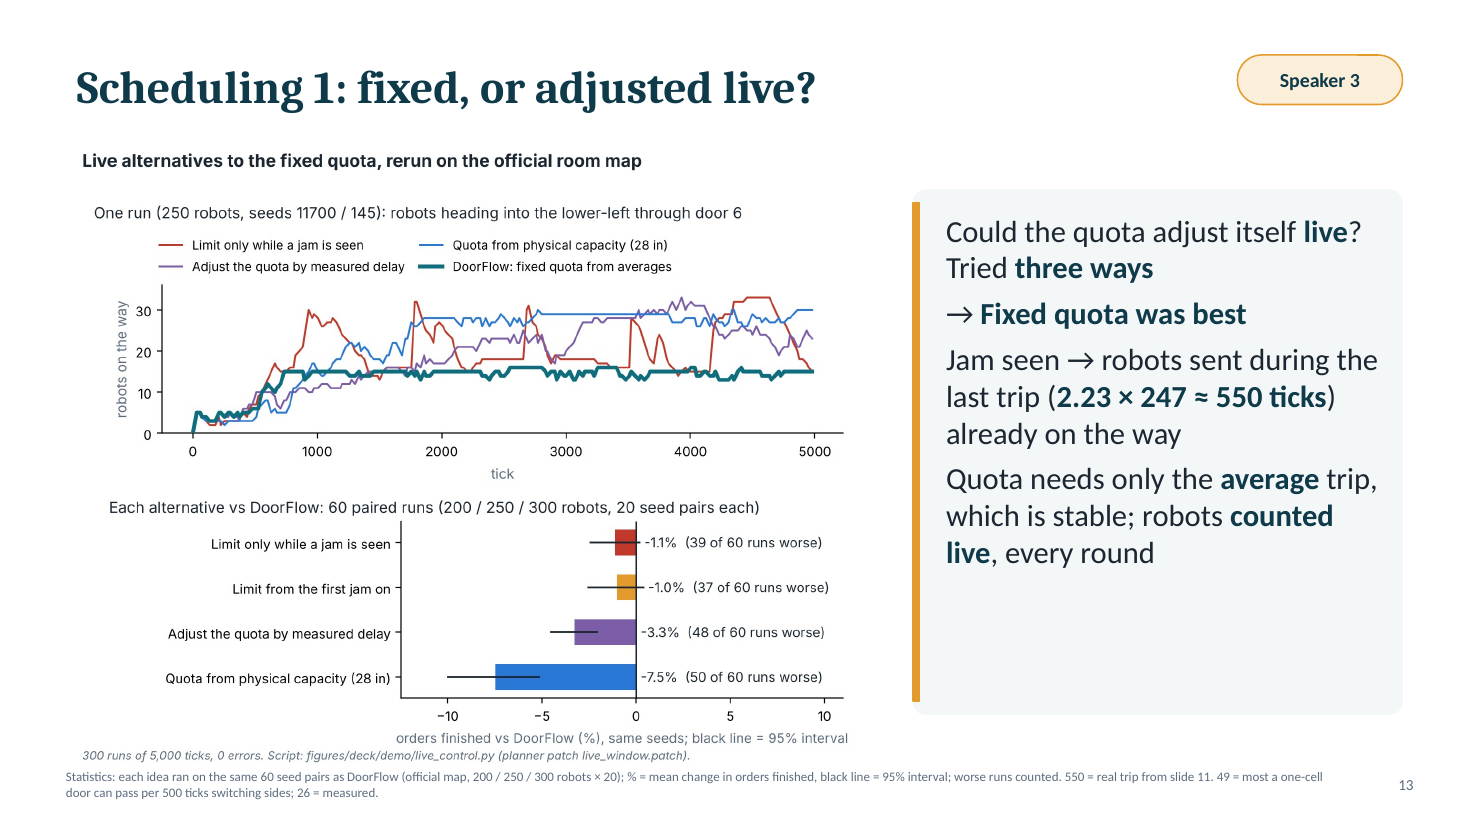 Scheduling 1: fixed, or adjusted live?
Speaker 3
Live alternatives to the fixed quota, rerun on the official room map
One run (250 robots, seeds 11700 / 145): robots heading into the lower-left through door 6
Limit only while a jam is seen
Quota from physical capacity (28 in)
Adjust the quota by measured delay
DoorFlow: fixed quota from averages
robots on the way
30
20
10
0
0 1000 2000 3000 4000 5000
tick
Each alternative vs DoorFlow: 60 paired runs (200 / 250 / 300 robots, 20 seed pairs each)
Limit only while a jam is seen
-1.1% (39 of 60 runs worse)
Limit from the first jam on
-1.0% (37 of 60 runs worse)
Adjust the quota by measured delay
-3.3% (48 of 60 runs worse)
Quota from physical capacity (28 in)
-7.5% (50 of 60 runs worse)
−10 −5 0 5 10
orders finished vs DoorFlow (%), same seeds; black line = 95% interval
300 runs of 5,000 ticks, 0 errors. Script: figures/deck/demo/live_control.py (planner patch live_window.patch).
Could the quota adjust itself live?
Tried three ways
→ Fixed quota was best
Jam seen → robots sent during the
last trip (2.23 × 247 ≈ 550 ticks)
already on the way
Quota needs only the average trip,
which is stable; robots counted
live, every round
Statistics: each idea ran on the same 60 seed pairs as DoorFlow (official map, 200 / 250 / 300 robots × 20); % = mean change in orders finished, black line = 95% interval; worse runs counted. 550 = real trip from slide 11. 49 = most a one-cell
door can pass per 500 ticks switching sides; 26 = measured.
13